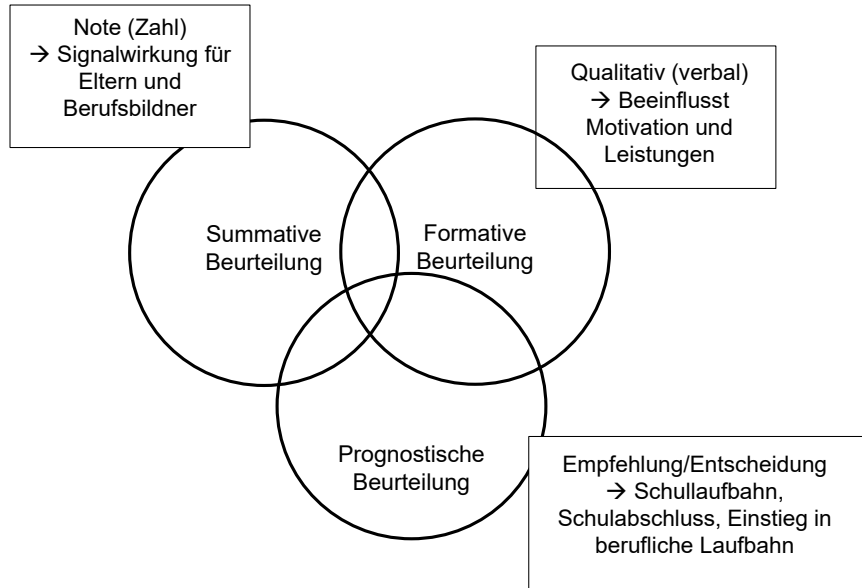 Note (Zahl)
→ Signalwirkung für
Eltern und
Berufsbildner
Qualitativ (verbal)
→ Beeinflusst
Motivation und
Leistungen
Summative
Beurteilung
Formative
Beurteilung
Prognostische
Beurteilung
Empfehlung/Entscheidung
→ Schullaufbahn,
Schulabschluss, Einstieg in
berufliche Laufbahn